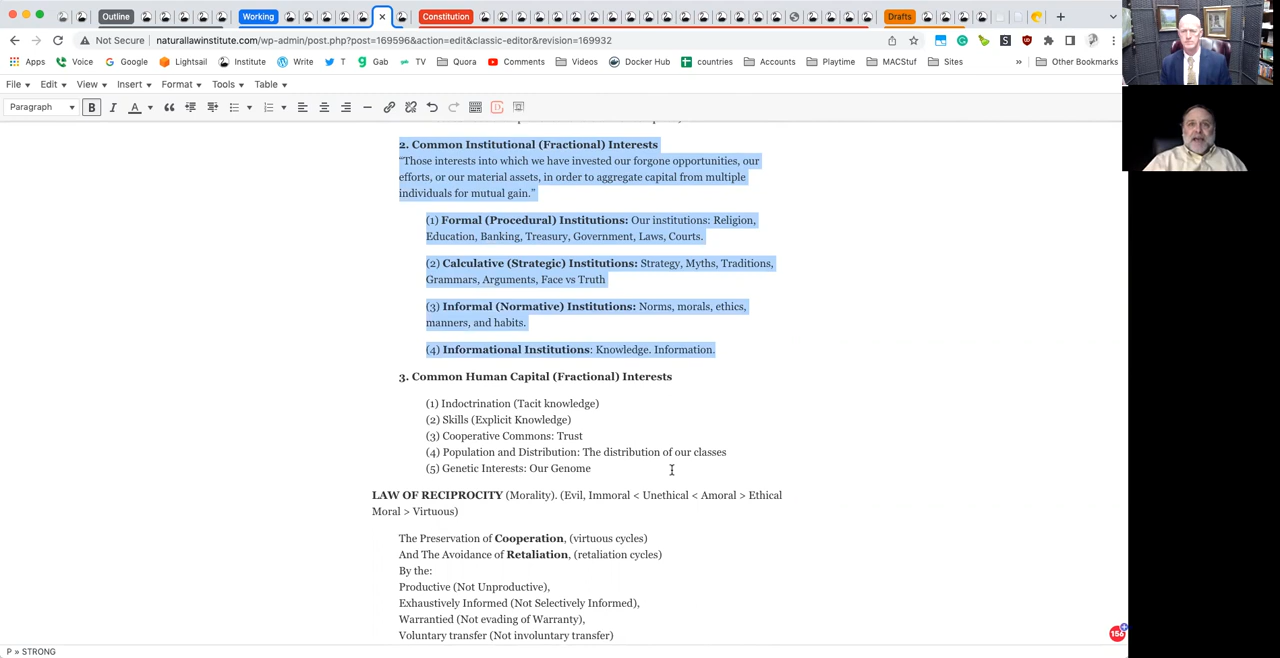 Outline
Working
Constitution
Drafts
Not Secure
naturallawinstitute.com/wp-admin/post.php?post=169596&action=edit&classic-editor&revision=169932
Apps Voice Google Lightsail Institute Write T Gab TV Quora Comments Videos Docker Hub countries Accounts Playtime MACStuf Sites » Other Bookmarks
File Edit View Insert Format Tools Table
Paragraph B I A
2. Common Institutional (Fractional) Interests
“Those interests into which we have invested our forgone opportunities, our
efforts, or our material assets, in order to aggregate capital from multiple
individuals for mutual gain.”
(1) Formal (Procedural) Institutions: Our institutions: Religion,
Education, Banking, Treasury, Government, Laws, Courts.
(2) Calculative (Strategic) Institutions: Strategy, Myths, Traditions,
Grammars, Arguments, Face vs Truth
(3) Informal (Normative) Institutions: Norms, morals, ethics,
manners, and habits.
(4) Informational Institutions: Knowledge. Information.
3. Common Human Capital (Fractional) Interests
(1) Indoctrination (Tacit knowledge)
(2) Skills (Explicit Knowledge)
(3) Cooperative Commons: Trust
(4) Population and Distribution: The distribution of our classes
(5) Genetic Interests: Our Genome
LAW OF RECIPROCITY (Morality). (Evil, Immoral < Unethical < Amoral > Ethical
Moral > Virtuous)
The Preservation of Cooperation, (virtuous cycles)
And The Avoidance of Retaliation, (retaliation cycles)
By the:
Productive (Not Unproductive),
Exhaustively Informed (Not Selectively Informed),
Warrantied (Not evading of Warranty),
Voluntary transfer (Not involuntary transfer)
156
P » STRONG